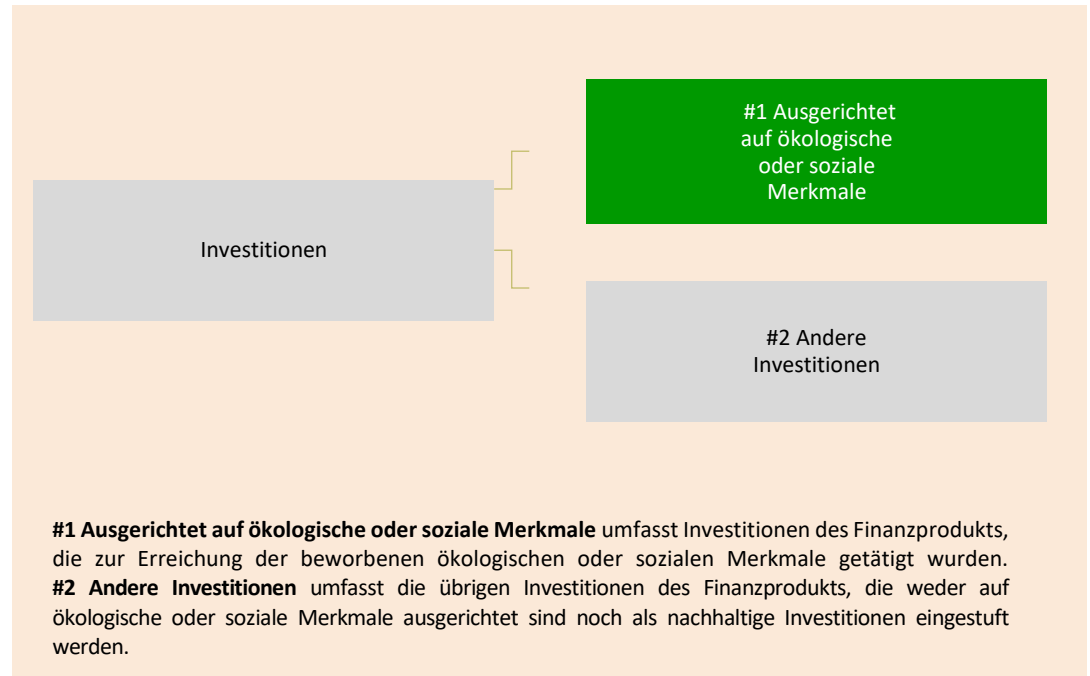 #1 Ausgerichtet
auf ökologische
oder soziale
Merkmale
Investitionen
#2 Andere
Investitionen
#1 Ausgerichtet auf ökologische oder soziale Merkmale umfasst Investitionen des Finanzprodukts,
die zur Erreichung der beworbenen ökologischen oder sozialen Merkmale getätigt wurden.
#2 Andere Investitionen umfasst die übrigen Investitionen des Finanzprodukts, die weder auf
ökologische oder soziale Merkmale ausgerichtet sind noch als nachhaltige Investitionen eingestuft
werden.